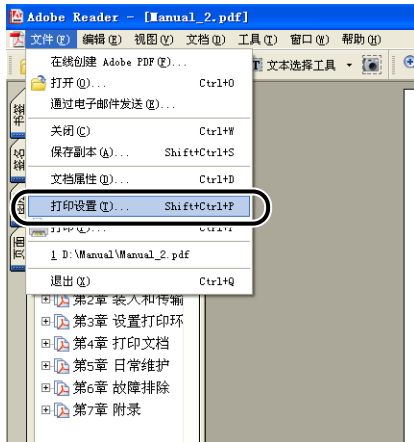 Adobe Reader - [Manual_2.pdf]
文件(F) 编辑(E) 视图(V) 文档(D) 工具(T) 窗口(W) 帮助(H)
在线创建 Adobe PDF(F)...
文本选择工具
打开(O)... Ctrl+O
通过电子邮件发送(E)...
关闭(C) Ctrl+W
保存副本(A)... Shift+Ctrl+S
文档属性(D)... Ctrl+D
打印设置(T)... Shift+Ctrl+P
打印(P)... Ctrl+P
1 D:\Manual\Manual_2.pdf
退出(X) Ctrl+Q
第2章 装入和传输
第3章 设置打印环
第4章 打印文档
第5章 日常维护
第6章 故障排除
第7章 附录
页面